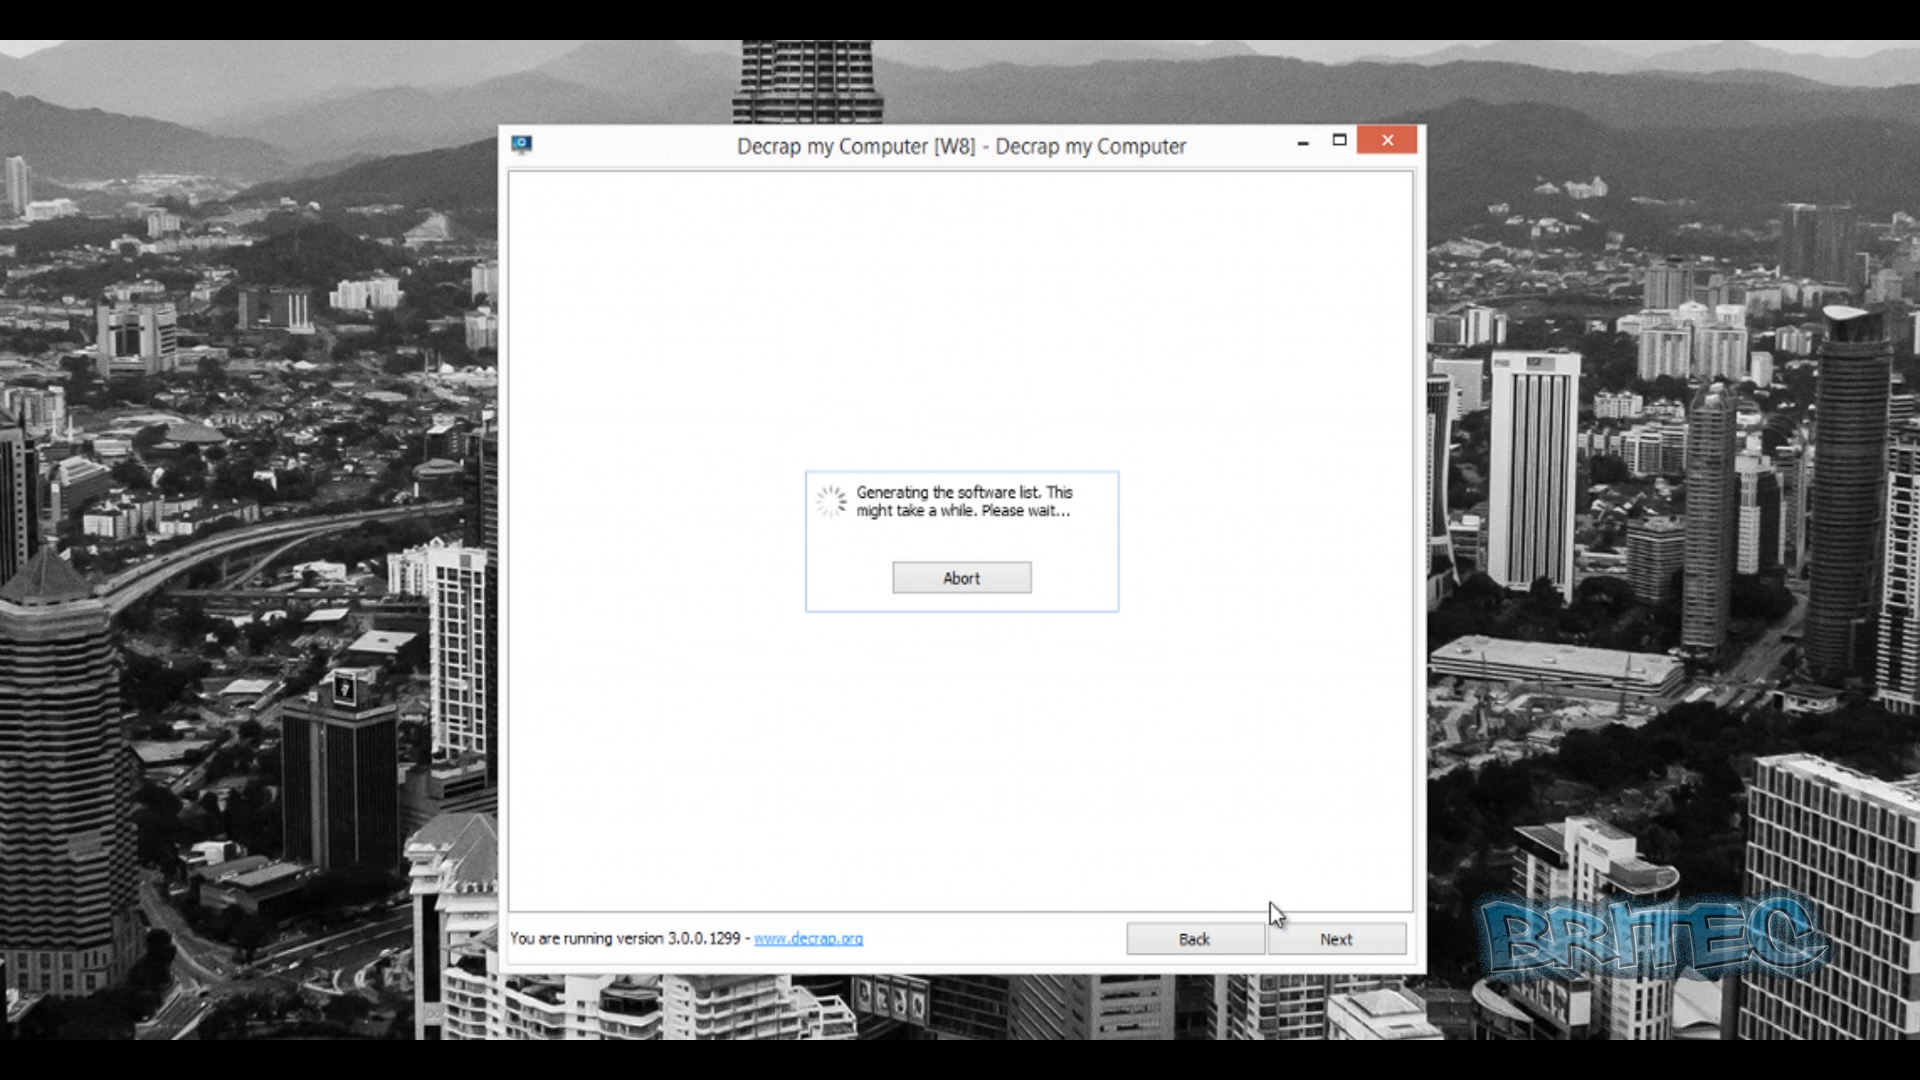 Decrap my Computer [W8] - Decrap my Computer
Generating the software list. This
might take a while. Please wait...
Abort
You are running version 3.0.0.1299 - www.decrap.org
Back
Next
BRITEC